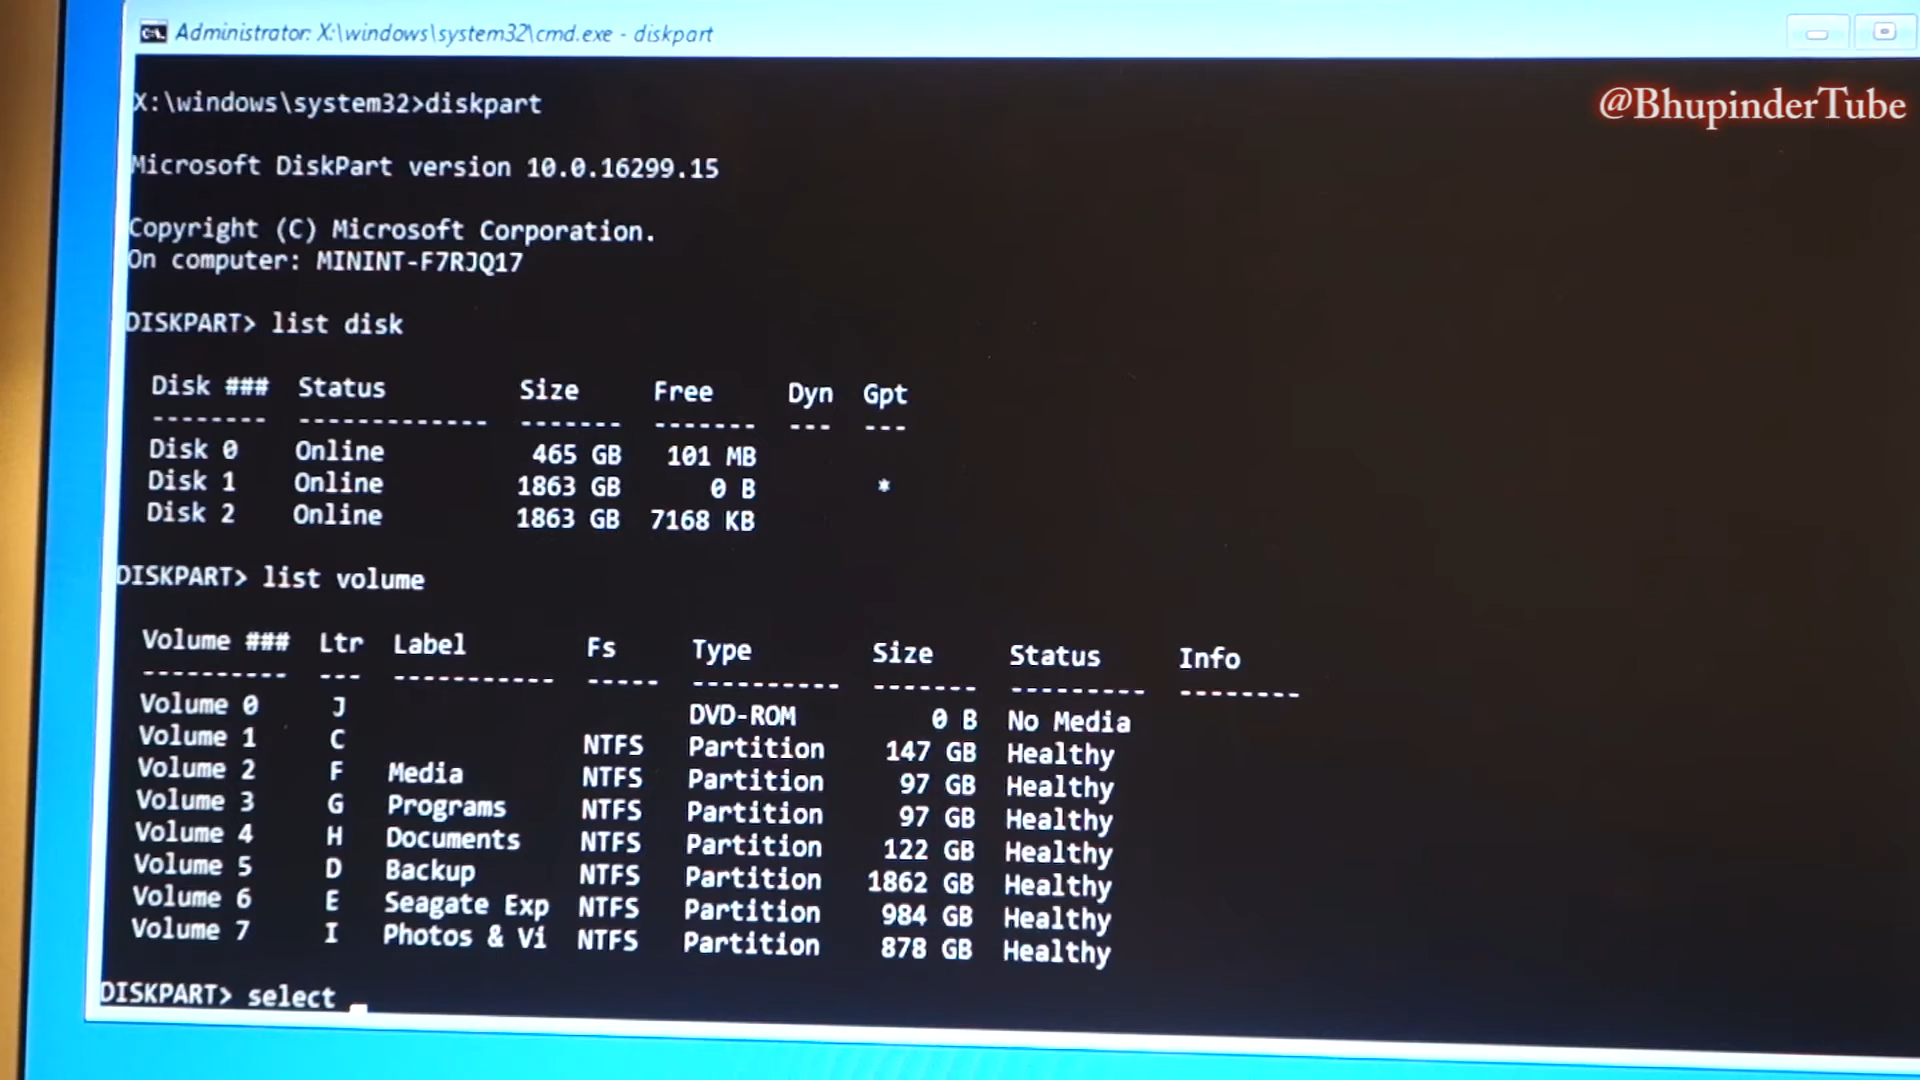 Administrator: X:\windows\system32\cmd.exe - diskpart
@BhupinderTube
X:\windows\system32>diskpart
Microsoft DiskPart version 10.0.16299.15
Copyright (C) Microsoft Corporation.
On computer: MININT-F7RJQ17
DISKPART> list disk
Disk ### Status Size Free Dyn Gpt
-------- ------------- ------- ------- --- ---
Disk 0 Online 465 GB 101 MB
Disk 1 Online 1863 GB 0 B *
Disk 2 Online 1863 GB 7168 KB
DISKPART> list volume
Volume ### Ltr Label Fs Type Size Status Info
---------- --- ----------- ----- ---------- ------- --------- --------
Volume 0 J DVD-ROM 0 B No Media
Volume 1 C NTFS Partition 147 GB Healthy
Volume 2 F Media NTFS Partition 97 GB Healthy
Volume 3 G Programs NTFS Partition 97 GB Healthy
Volume 4 H Documents NTFS Partition 122 GB Healthy
Volume 5 D Backup NTFS Partition 1862 GB Healthy
Volume 6 E Seagate Exp NTFS Partition 984 GB Healthy
Volume 7 I Photos & Vi NTFS Partition 878 GB Healthy
DISKPART> select _